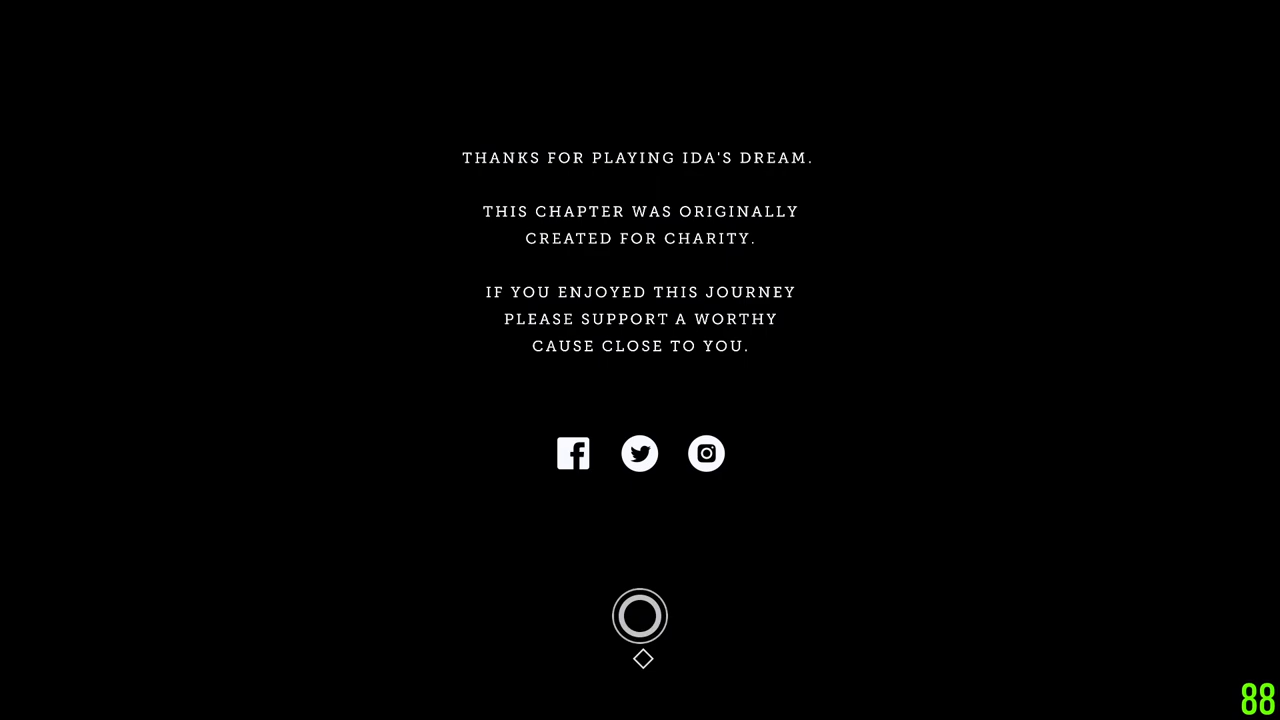 THANKS FOR PLAYING IDA'S DREAM.
THIS CHAPTER WAS ORIGINALLY
CREATED FOR CHARITY.
IF YOU ENJOYED THIS JOURNEY
PLEASE SUPPORT A WORTHY
CAUSE CLOSE TO YOU.
88